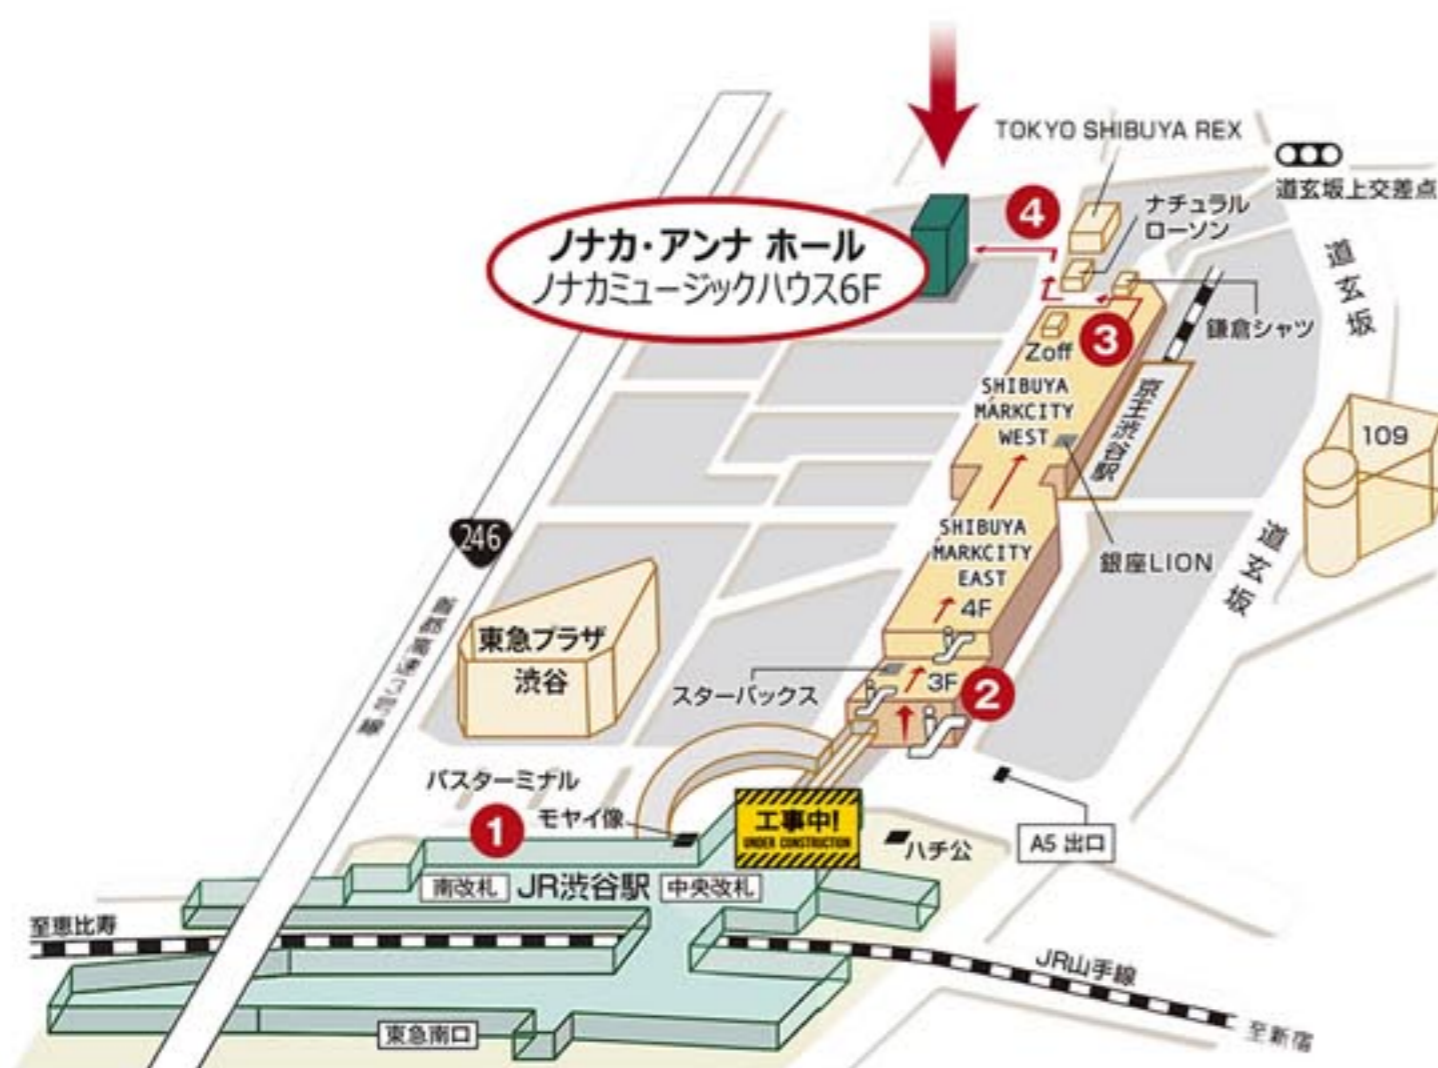 TOKYO SHIBUYA REX
道玄坂上交差点
4
ナチュラル
ローソン
ノナカ・アンナ ホール
ノナカミュージックハウス6F
道玄坂
鎌倉シャツ
3
Zoff
SHIBUYA
MARKCITY
WEST
京王渋谷駅
109
246
SHIBUYA
MARKCITY
EAST
銀座LION
道玄坂
4F
首都高速3号線
東急プラザ
渋谷
スターバックス
3F
2
バスターミナル
1
モヤイ像
工事中!
UNDER CONSTRUCTION
ハチ公
A5 出口
南改札
JR渋谷駅
中央改札
至恵比寿
JR山手線
東急南口
至新宿